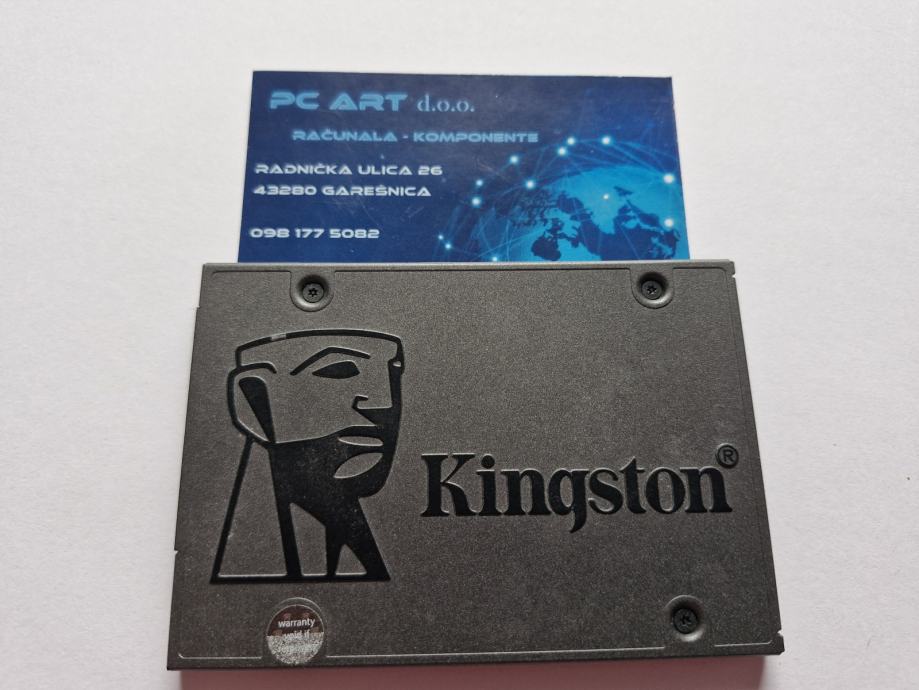 PC ART d.o.o.
RAČUNALA - KOMPONENTE
RADNIČKA ULICA 26
43280 GAREŠNICA
098 177 5082
Kingston®
warranty
void if